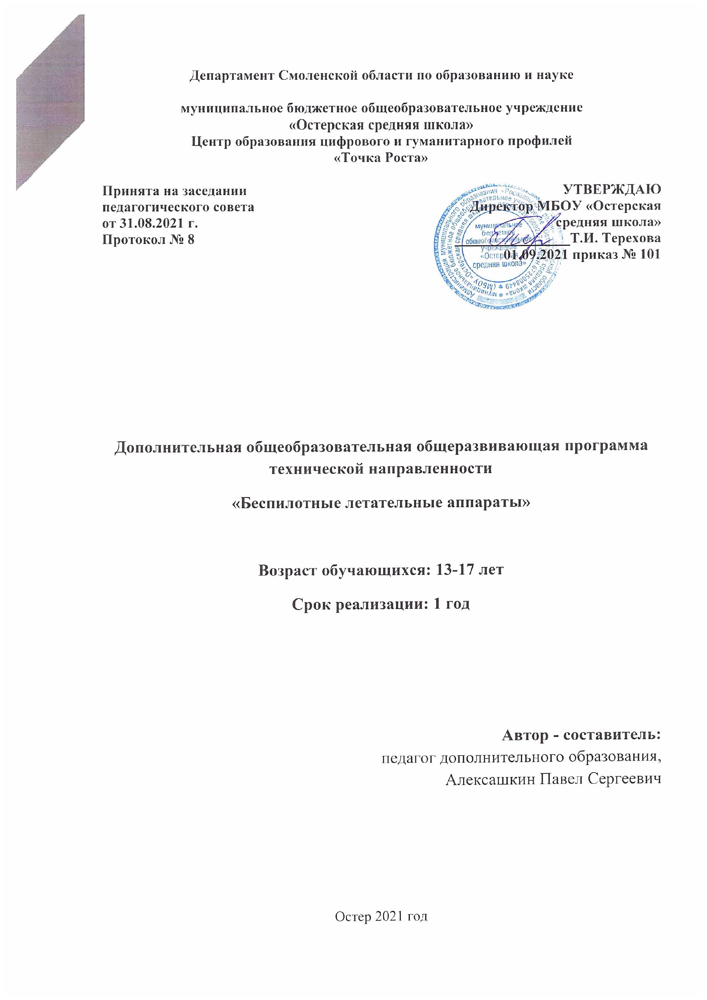 Департамент Смоленской области по образованию и науке
муниципальное бюджетное общеобразовательное учреждение
«Остерская средняя школа»
Центр образования цифрового и гуманитарного профилей
«Точка Роста»
Принята на заседании
педагогического совета
от 31.08.2021 г.
Протокол № 8
УТВЕРЖДАЮ
Директор МБОУ «Остерская
средняя школа»
Т.И. Терехова
01.09.2021 приказ № 101
муниципальное
бюджетное
общеобразовательное
учреждение
«Остерская
средняя школа»
Дополнительная общеобразовательная общеразвивающая программа
технической направленности
«Беспилотные летательные аппараты»
Возраст обучающихся: 13-17 лет
Срок реализации: 1 год
Автор - составитель:
педагог дополнительного образования,
Алексашкин Павел Сергеевич
Остер 2021 год